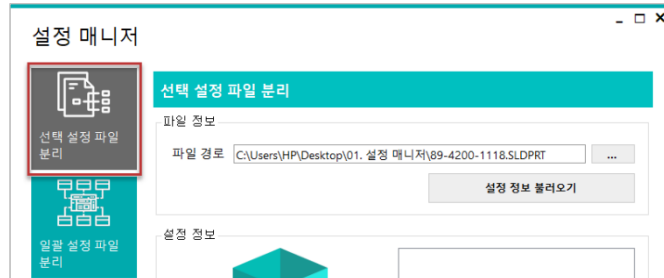 설정 매니저
선택 설정 파일
분리
일괄 설정 파일
분리
선택 설정 파일 분리
파일 정보
파일 경로 C:\Users\HP\Desktop\01. 설정 매니저\89-4200-1118.SLDPRT ...
설정 정보 불러오기
설정 정보